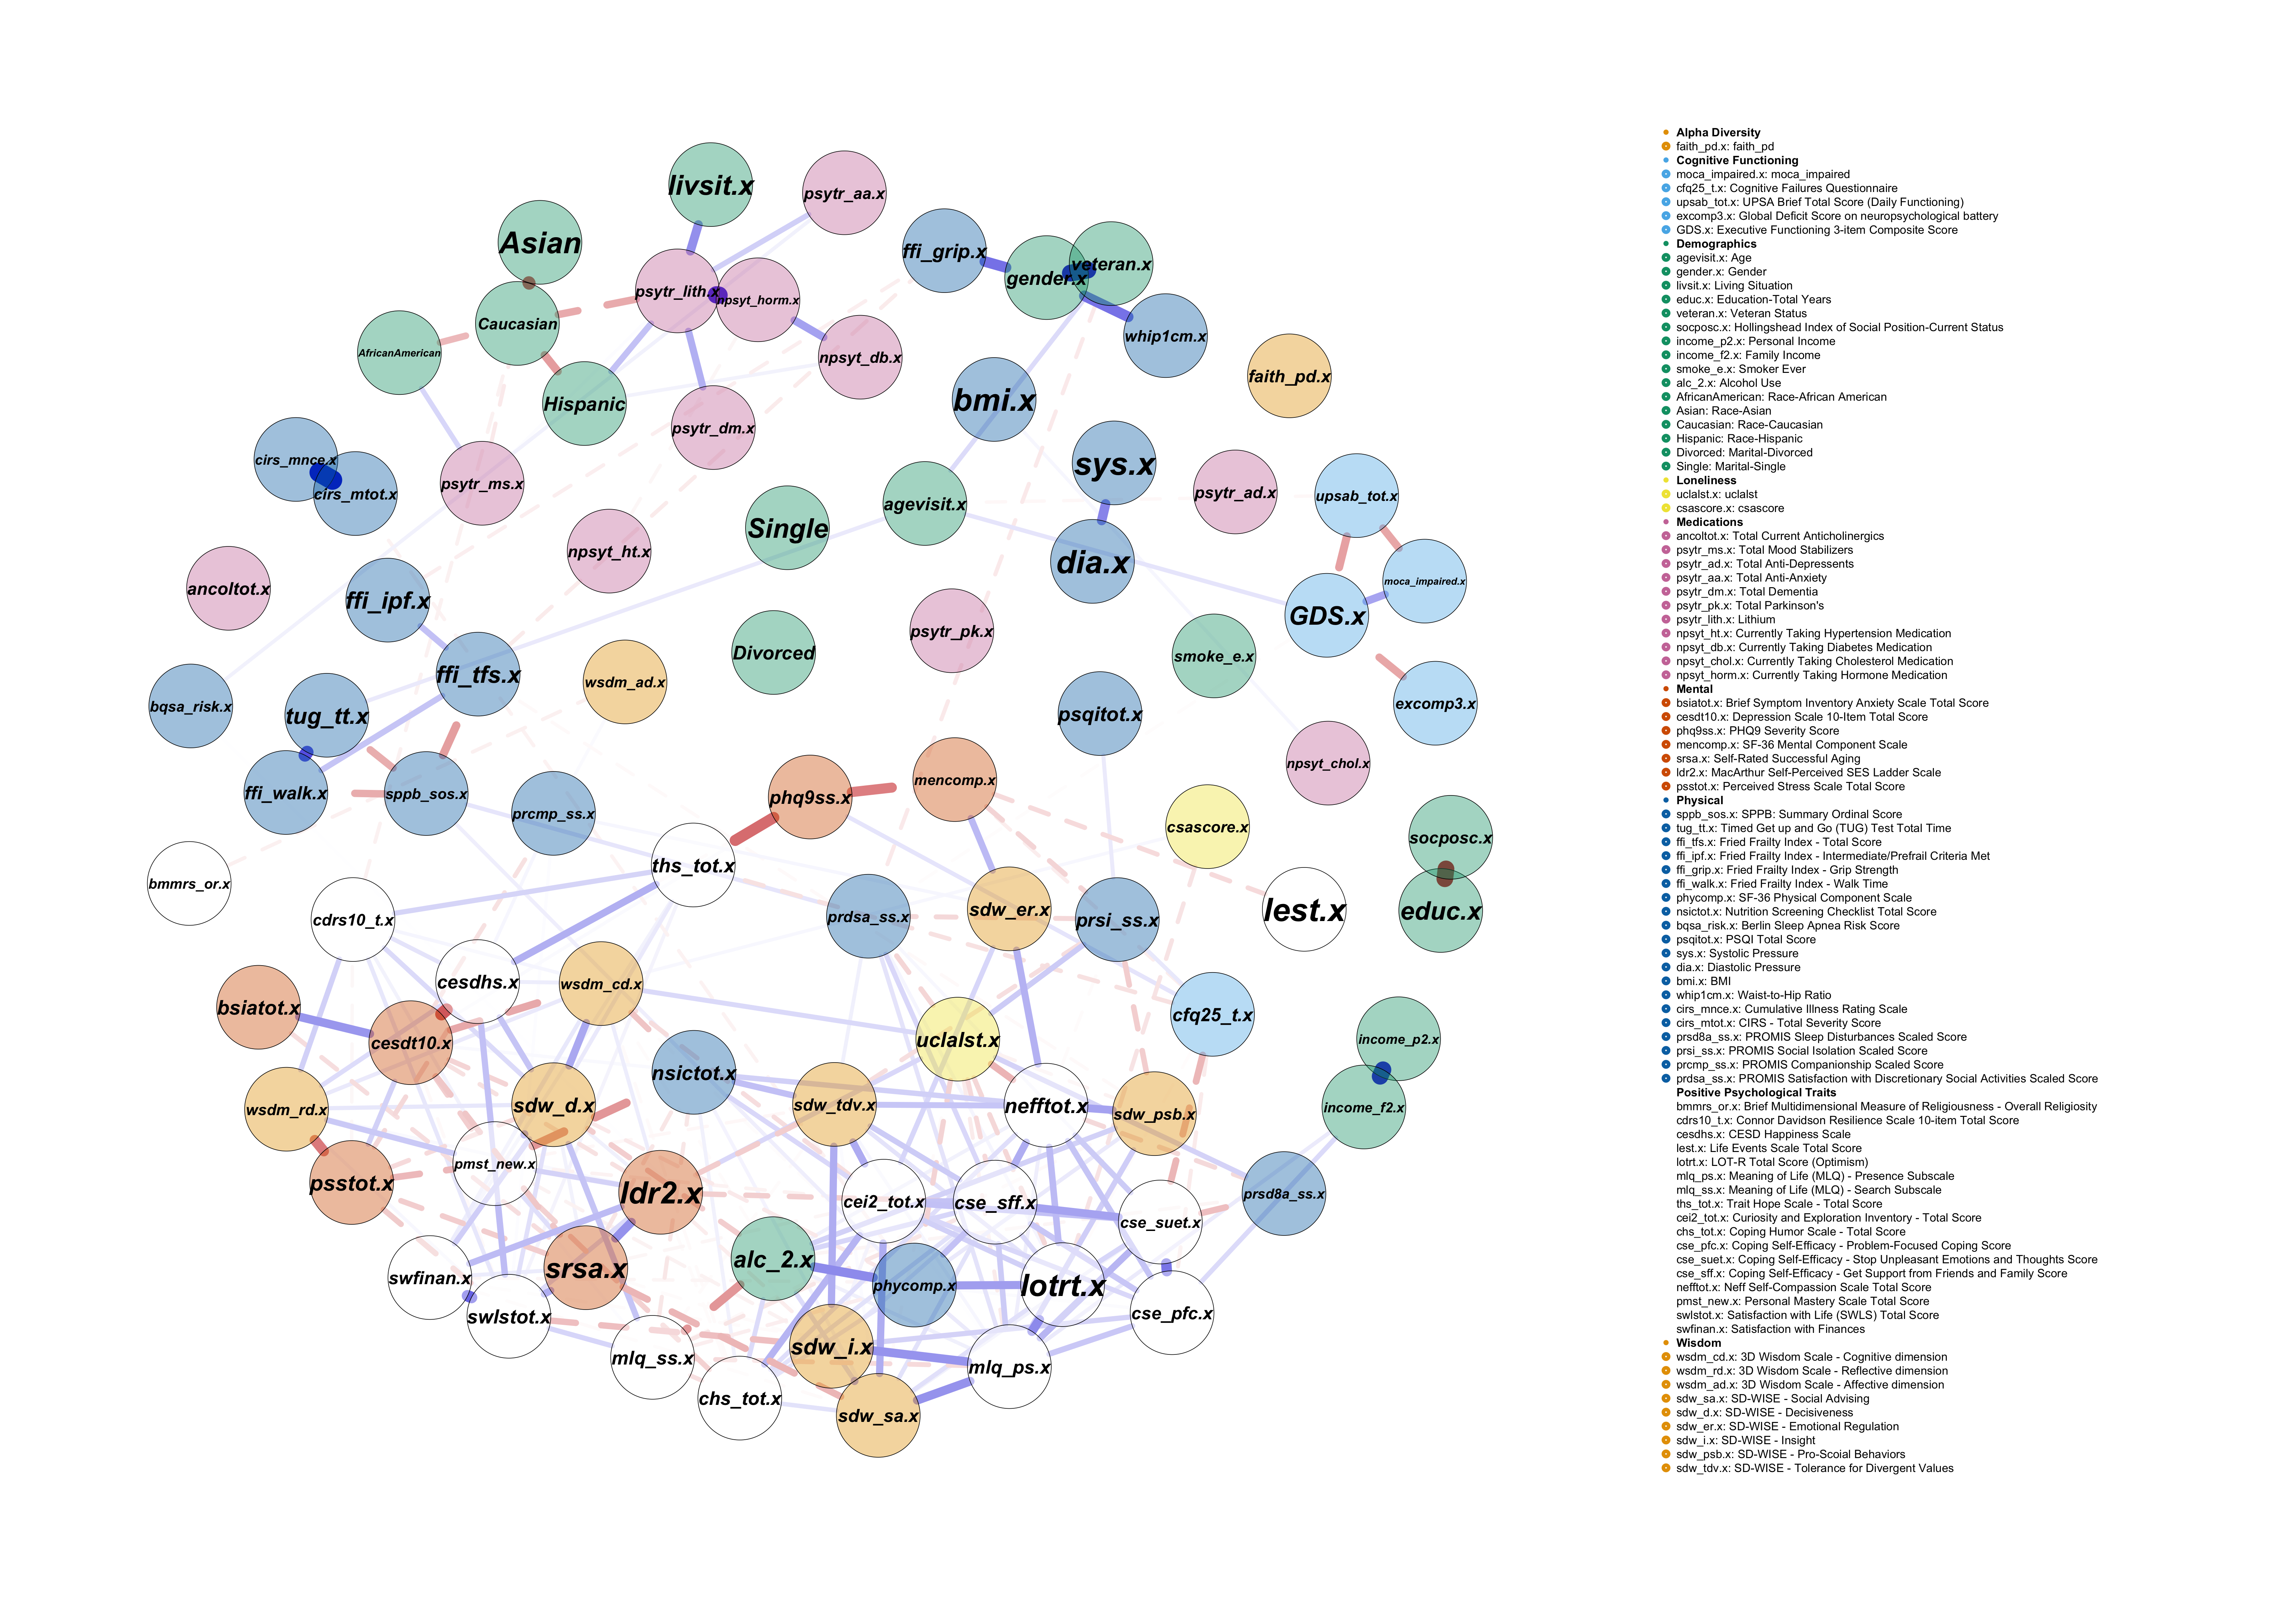 livsit.x
psytr_aa.x
Asian
ffi_grip.x
veteran.x
gender.x
psytr_lith.x
npsyt_horm.x
Caucasian
whip1cm.x
AfricanAmerican
npsyt_db.x
faith_pd.x
bmi.x
Hispanic
psytr_dm.x
cirs_mnce.x
sys.x
psytr_ms.x
cirs_mtot.x
psytr_ad.x
upsab_tot.x
agevisit.x
Single
npsyt_ht.x
dia.x
moca_impaired.x
ancoltot.x
ffi_ipf.x
GDS.x
psytr_pk.x
Divorced
smoke_e.x
ffi_tfs.x
wsdm_ad.x
bqsa_risk.x
excomp3.x
tug_tt.x
psqitot.x
npsyt_chol.x
mencomp.x
ffi_walk.x
sppb_sos.x
phq9ss.x
prcmp_ss.x
csascore.x
socposc.x
ths_tot.x
bmmrs_or.x
sdw_er.x
lest.x
educ.x
prdsa_ss.x
prsi_ss.x
cdrs10_t.x
cesdhs.x
wsdm_cd.x
bsiatot.x
cfq25_t.x
cesdt10.x
uclalst.x
income_p2.x
nsictot.x
sdw_d.x
sdw_tdv.x
nefftot.x
income_f2.x
wsdm_rd.x
sdw_psb.x
pmst_new.x
psstot.x
ldr2.x
prsd8a_ss.x
cei2_tot.x
cse_sff.x
cse_suet.x
alc_2.x
srsa.x
swfinan.x
phycomp.x
lotrt.x
cse_pfc.x
swlstot.x
sdw_i.x
mlq_ss.x
mlq_ps.x
chs_tot.x
sdw_sa.x
Alpha Diversity
faith_pd.x: faith_pd
Cognitive Functioning
moca_impaired.x: moca_impaired
cfq25_t.x: Cognitive Failures Questionnaire
upsab_tot.x: UPSA Brief Total Score (Daily Functioning)
excomp3.x: Global Deficit Score on neuropsychological battery
GDS.x: Executive Functioning 3-item Composite Score
Demographics
agevisit.x: Age
gender.x: Gender
livsit.x: Living Situation
educ.x: Education-Total Years
veteran.x: Veteran Status
socposc.x: Hollingshead Index of Social Position-Current Status
income_p2.x: Personal Income
income_f2.x: Family Income
smoke_e.x: Smoker Ever
alc_2.x: Alcohol Use
AfricanAmerican: Race-African American
Asian: Race-Asian
Caucasian: Race-Caucasian
Hispanic: Race-Hispanic
Divorced: Marital-Divorced
Single: Marital-Single
Loneliness
uclalst.x: uclalst
csascore.x: csascore
Medications
ancoltot.x: Total Current Anticholinergics
psytr_ms.x: Total Mood Stabilizers
psytr_ad.x: Total Anti-Depressents
psytr_aa.x: Total Anti-Anxiety
psytr_dm.x: Total Dementia
psytr_pk.x: Total Parkinson's
psytr_lith.x: Lithium
npsyt_ht.x: Currently Taking Hypertension Medication
npsyt_db.x: Currently Taking Diabetes Medication
npsyt_chol.x: Currently Taking Cholesterol Medication
npsyt_horm.x: Currently Taking Hormone Medication
Mental
bsiatot.x: Brief Symptom Inventory Anxiety Scale Total Score
cesdt10.x: Depression Scale 10-Item Total Score
phq9ss.x: PHQ9 Severity Score
mencomp.x: SF-36 Mental Component Scale
srsa.x: Self-Rated Successful Aging
ldr2.x: MacArthur Self-Perceived SES Ladder Scale
psstot.x: Perceived Stress Scale Total Score
Physical
sppb_sos.x: SPPB: Summary Ordinal Score
tug_tt.x: Timed Get up and Go (TUG) Test Total Time
ffi_tfs.x: Fried Frailty Index - Total Score
ffi_ipf.x: Fried Frailty Index - Intermediate/Prefrail Criteria Met
ffi_grip.x: Fried Frailty Index - Grip Strength
ffi_walk.x: Fried Frailty Index - Walk Time
phycomp.x: SF-36 Physical Component Scale
nsictot.x: Nutrition Screening Checklist Total Score
bqsa_risk.x: Berlin Sleep Apnea Risk Score
psqitot.x: PSQI Total Score
sys.x: Systolic Pressure
dia.x: Diastolic Pressure
bmi.x: BMI
whip1cm.x: Waist-to-Hip Ratio
cirs_mnce.x: Cumulative Illness Rating Scale
cirs_mtot.x: CIRS - Total Severity Score
prsd8a_ss.x: PROMIS Sleep Disturbances Scaled Score
prsi_ss.x: PROMIS Social Isolation Scaled Score
prcmp_ss.x: PROMIS Companionship Scaled Score
prdsa_ss.x: PROMIS Satisfaction with Discretionary Social Activities Scaled Score
Positive Psychological Traits
bmmrs_or.x: Brief Multidimensional Measure of Religiousness - Overall Religiosity
cdrs10_t.x: Connor Davidson Resilience Scale 10-item Total Score
cesdhs.x: CESD Happiness Scale
lest.x: Life Events Scale Total Score
lotrt.x: LOT-R Total Score (Optimism)
mlq_ps.x: Meaning of Life (MLQ) - Presence Subscale
mlq_ss.x: Meaning of Life (MLQ) - Search Subscale
ths_tot.x: Trait Hope Scale - Total Score
cei2_tot.x: Curiosity and Exploration Inventory - Total Score
chs_tot.x: Coping Humor Scale - Total Score
cse_pfc.x: Coping Self-Efficacy - Problem-Focused Coping Score
cse_suet.x: Coping Self-Efficacy - Stop Unpleasant Emotions and Thoughts Score
cse_sff.x: Coping Self-Efficacy - Get Support from Friends and Family Score
nefftot.x: Neff Self-Compassion Scale Total Score
pmst_new.x: Personal Mastery Scale Total Score
swlstot.x: Satisfaction with Life (SWLS) Total Score
swfinan.x: Satisfaction with Finances
Wisdom
wsdm_cd.x: 3D Wisdom Scale - Cognitive dimension
wsdm_rd.x: 3D Wisdom Scale - Reflective dimension
wsdm_ad.x: 3D Wisdom Scale - Affective dimension
sdw_sa.x: SD-WISE - Social Advising
sdw_d.x: SD-WISE - Decisiveness
sdw_er.x: SD-WISE - Emotional Regulation
sdw_i.x: SD-WISE - Insight
sdw_psb.x: SD-WISE - Pro-Scoial Behaviors
sdw_tdv.x: SD-WISE - Tolerance for Divergent Values